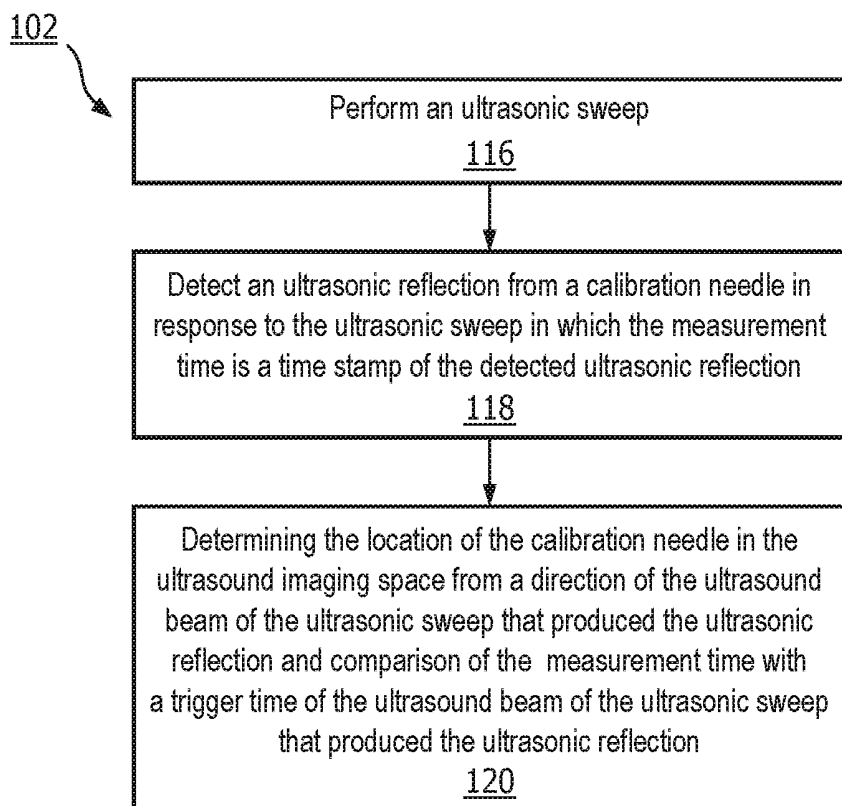 102
Perform an ultrasonic sweep
116
Detect an ultrasonic reflection from a calibration needle in
response to the ultrasonic sweep in which the measurement
time is a time stamp of the detected ultrasonic reflection
118
Determining the location of the calibration needle in the
ultrasound imaging space from a direction of the ultrasound
beam of the ultrasonic sweep that produced the ultrasonic
reflection and comparison of the measurement time with
a trigger time of the ultrasound beam of the ultrasonic sweep
that produced the ultrasonic reflection
120